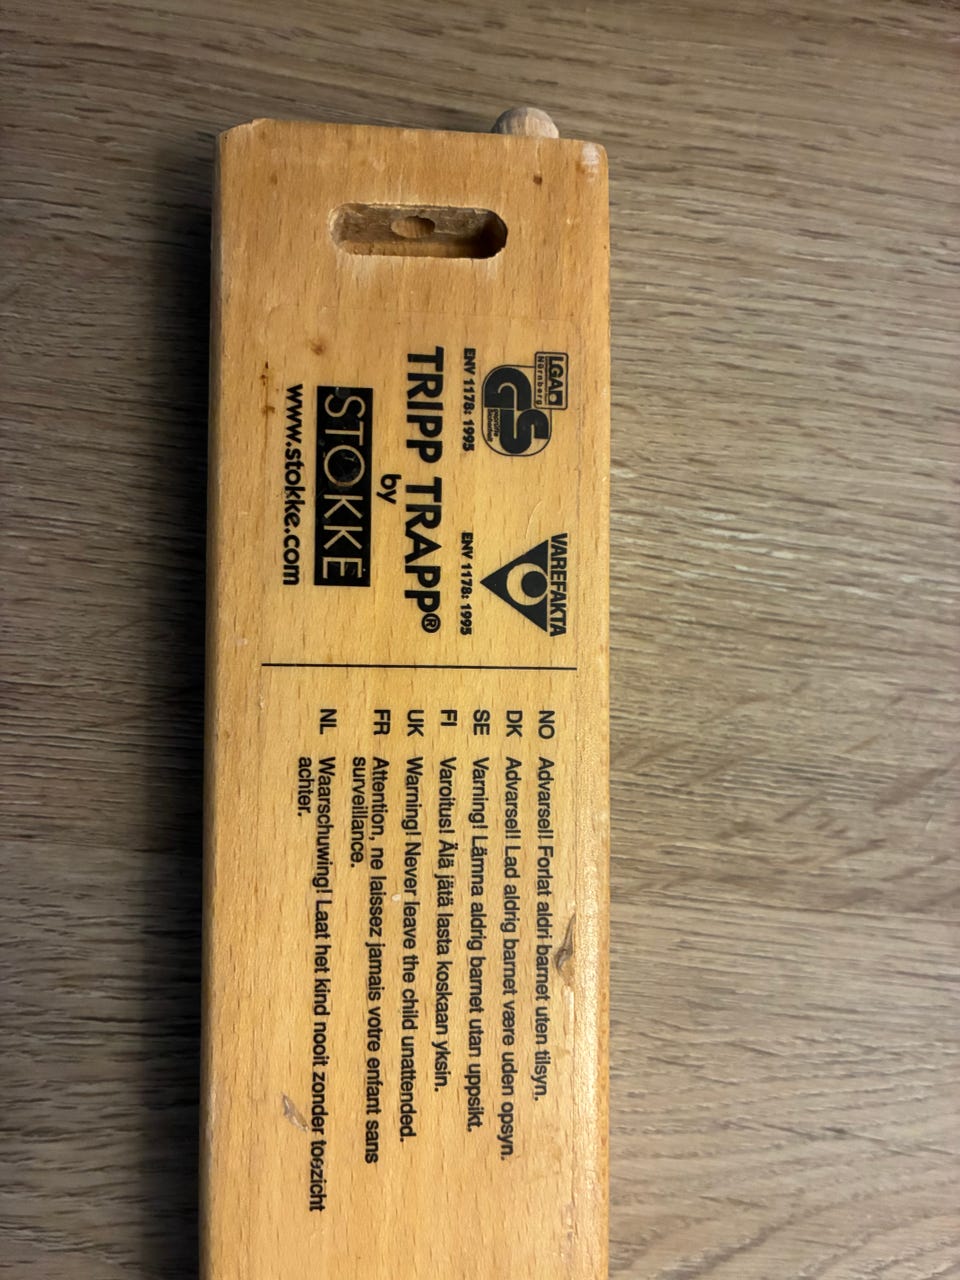 LGA
Nürnberg
GS
geprüfte
Sicherheit
ENV 1178: 1995
VAREFAKTA
ENV 1178: 1995
TRIPP TRAPP®
by
STOKKE
www.stokke.com
NO Advarsel! Forlat aldri barnet uten tilsyn.
DK Advarsel! Lad aldrig barnet være uden opsyn.
SE Varning! Lämna aldrig barnet utan uppsikt.
FI Varoitus! Älä jätä lasta koskaan yksin.
UK Warning! Never leave the child unattended.
FR Attention, ne laissez jamais votre enfant sans
surveillance.
NL Waarschuwing! Laat het kind nooit zonder toezicht
achter.